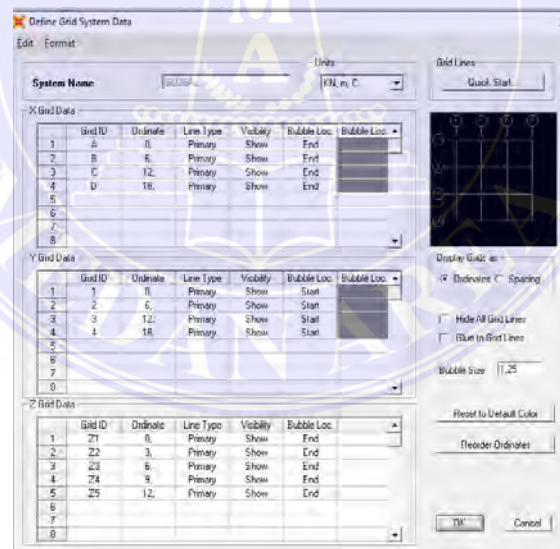 Define Grid System Data
Edit Format
Units
Grid Lines
System Name GLOBAL KN, m, C Quick Start...
X Grid Data
Grid ID Ordinate Line Type Visibility Bubble Loc. Bubble Loc.
1 A 0, Primary Show End
2 B 6, Primary Show End
3 C 12, Primary Show End
4 D 18, Primary Show End
5
6
7
8
Y Grid Data
Display Grids as
Grid ID Ordinate Line Type Visibility Bubble Loc. Bubble Loc.
Ordinates Spacing
1 1 0, Primary Show Start
2 2 6, Primary Show Start
3 3 12, Primary Show Start
4 4 18, Primary Show Start
5
6
7
8
Hide All Grid Lines
Glue to Grid Lines
Bubble Size 1,25
Z Grid Data
Grid ID Ordinate Line Type Visibility Bubble Loc.
1 Z1 0, Primary Show End
2 Z2 3, Primary Show End
3 Z3 6, Primary Show End
4 Z4 9, Primary Show End
5 Z5 12, Primary Show End
6
7
8
Reset to Default Color
Reorder Ordinates
OK Cancel
MEDAN AREA